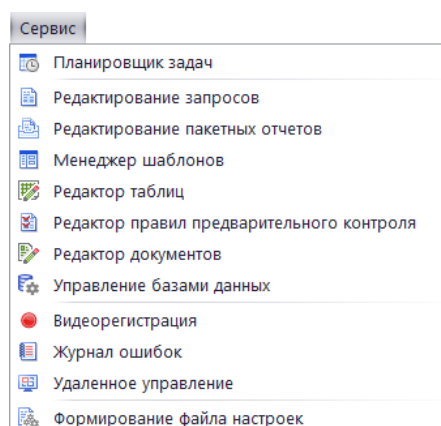 Сервис
Планировщик задач
Редактирование запросов
Редактирование пакетных отчетов
Менеджер шаблонов
Редактор таблиц
Редактор правил предварительного контроля
Редактор документов
Управление базами данных
Видеорегистрация
Журнал ошибок
Удаленное управление
Формирование файла настроек